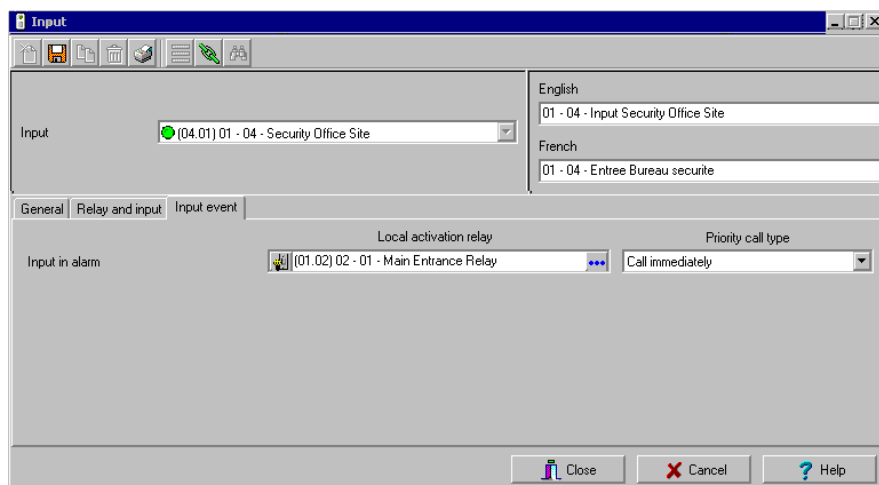 Input
English
01 - 04 - Input Security Office Site
Input
(04.01) 01 - 04 - Security Office Site
French
01 - 04 - Entree Bureau securite
General
Relay and input
Input event
Local activation relay
Priority call type
Input in alarm
(01.02) 02 - 01 - Main Entrance Relay
Call immediately
Close
Cancel
Help